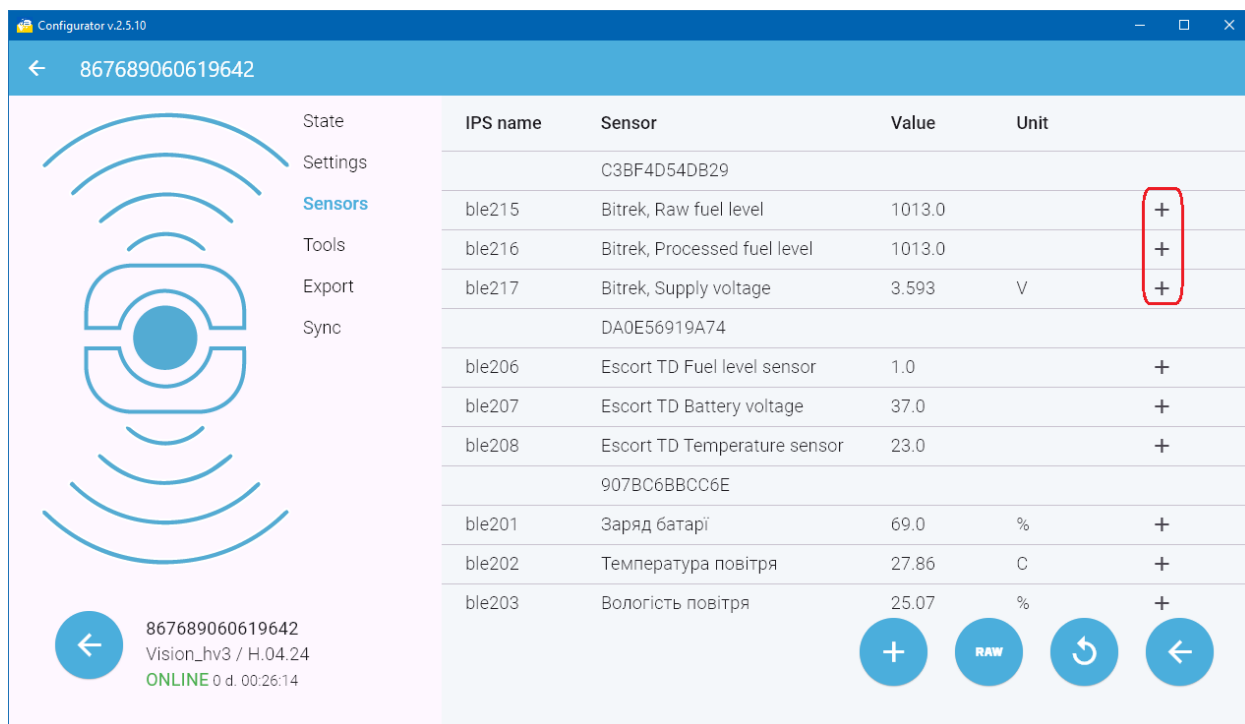 Configurator v.2.5.10
867689060619642
State
Settings
Sensors
Tools
Export
Sync
IPS name Sensor Value Unit
C3BF4D54DB29
ble215 Bitrek, Raw fuel level 1013.0
ble216 Bitrek, Processed fuel level 1013.0
ble217 Bitrek, Supply voltage 3.593 V
DA0E56919A74
ble206 Escort TD Fuel level sensor 1.0
ble207 Escort TD Battery voltage 37.0
ble208 Escort TD Temperature sensor 23.0
907BC6BBCC6E
ble201 Заряд батарї 69.0 %
ble202 Температура повітря 27.86 C
ble203 Вологість повітря 25.07 %
867689060619642
Vision_hv3 / H.04.24
ONLINE 0 d. 00:26:14
RAW